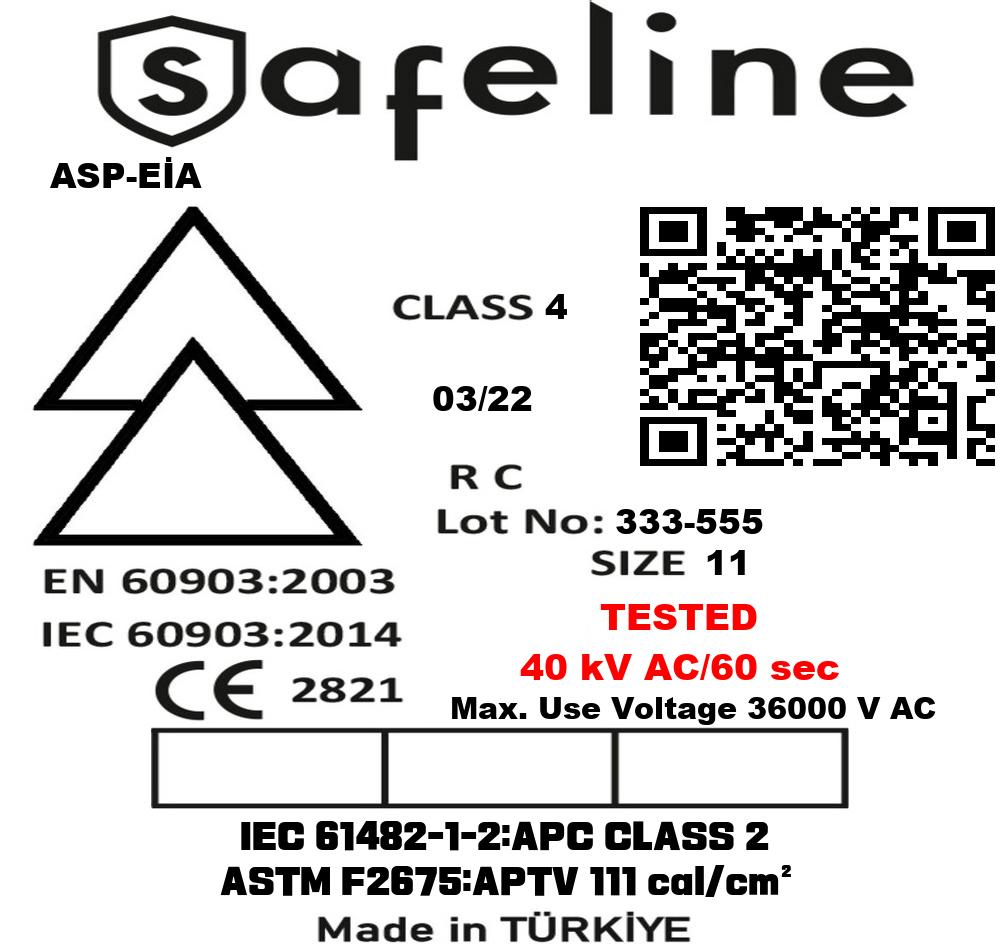 safeline
ASP-EİA
CLASS 4
03/22
R C
Lot No: 333-555
SIZE 11
EN 60903:2003
IEC 60903:2014
TESTED
40 kV AC/60 sec
CE 2821
Max. Use Voltage 36000 V AC
IEC 61482-1-2:APC CLASS 2
ASTM F2675:APTV 111 cal/cm²
Made in TÜRKİYE